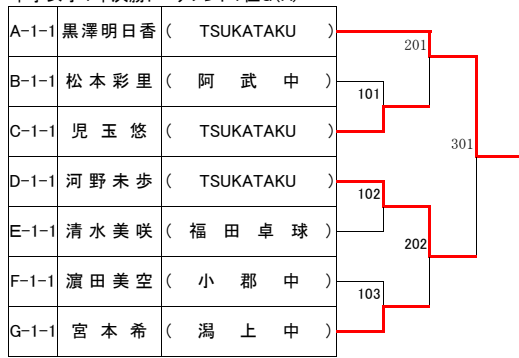 A-1-1 黒澤明日香 ( TSUKATAKU )
B-1-1 松本彩里 ( 阿武中 )
C-1-1 児玉悠 ( TSUKATAKU )
D-1-1 河野未歩 ( TSUKATAKU )
E-1-1 清水美咲 ( 福田卓球 )
F-1-1 濵田美空 ( 小郡中 )
G-1-1 宮本希 ( 潟上中 )
201
101
301
102
202
103